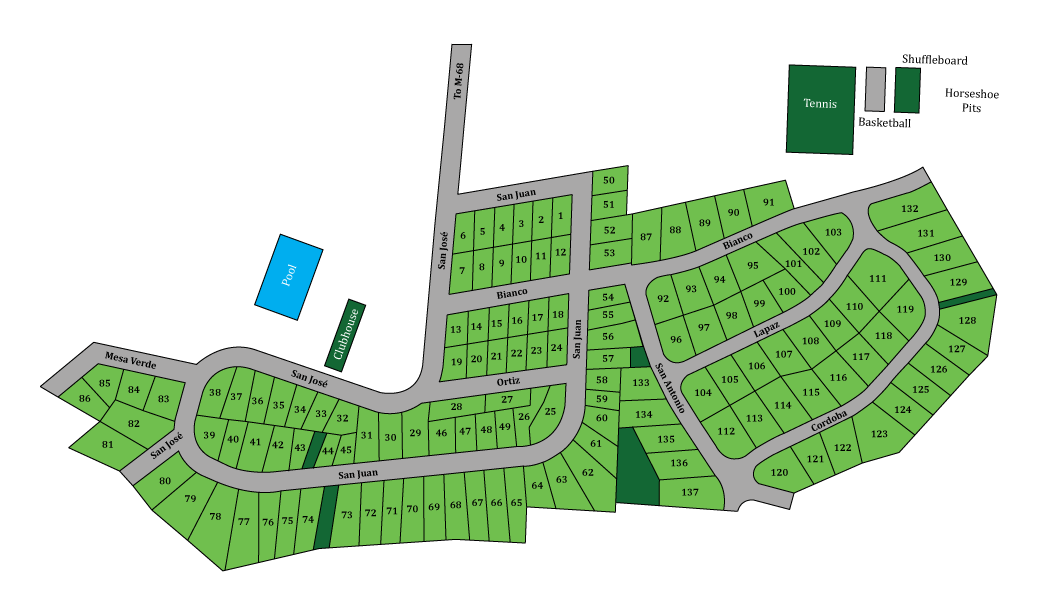 To M-68
Shuffleboard
Tennis
Horseshoe
Pits
Basketball
San Juan
50
51
52
53
6 5 4 3 2 1
7 8 9 10 11 12
San José
87 88 89 90 91
Bianco
132
131
130
129
Pool
Clubhouse
Bianco
92 93 94 95 101 102 103
96 97 98 99 100
Lapaz
111
110 119
109 118
108 117
107 116
106 115
105 114
104 113
112
128
127
126
125
124
123
122
121
120
Cordoba
13 14 15 16 17 18
19 20 21 22 23 24
San Juan
54
55
56
57
58
59
60
61
62
63
64
San Antonio
133
134
135
136
137
Ortiz
28 27
46 47 48 49 26 25
Mesa Verde
85 84 83
86 82
81
San José
San José
38 37 36 35 34 33 32
39 40 41 42 43 44 45 31 30 29
San Juan
80
79
78
77 76 75 74 73 72 71 70 69 68 67 66 65